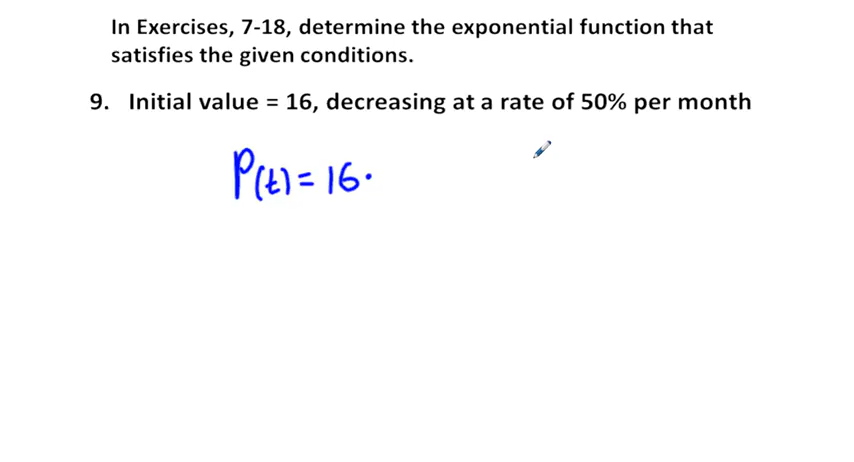 In Exercises, 7-18, determine the exponential function that
satisfies the given conditions.
9. Initial value = 16, decreasing at a rate of 50% per month
P(t) = 16·